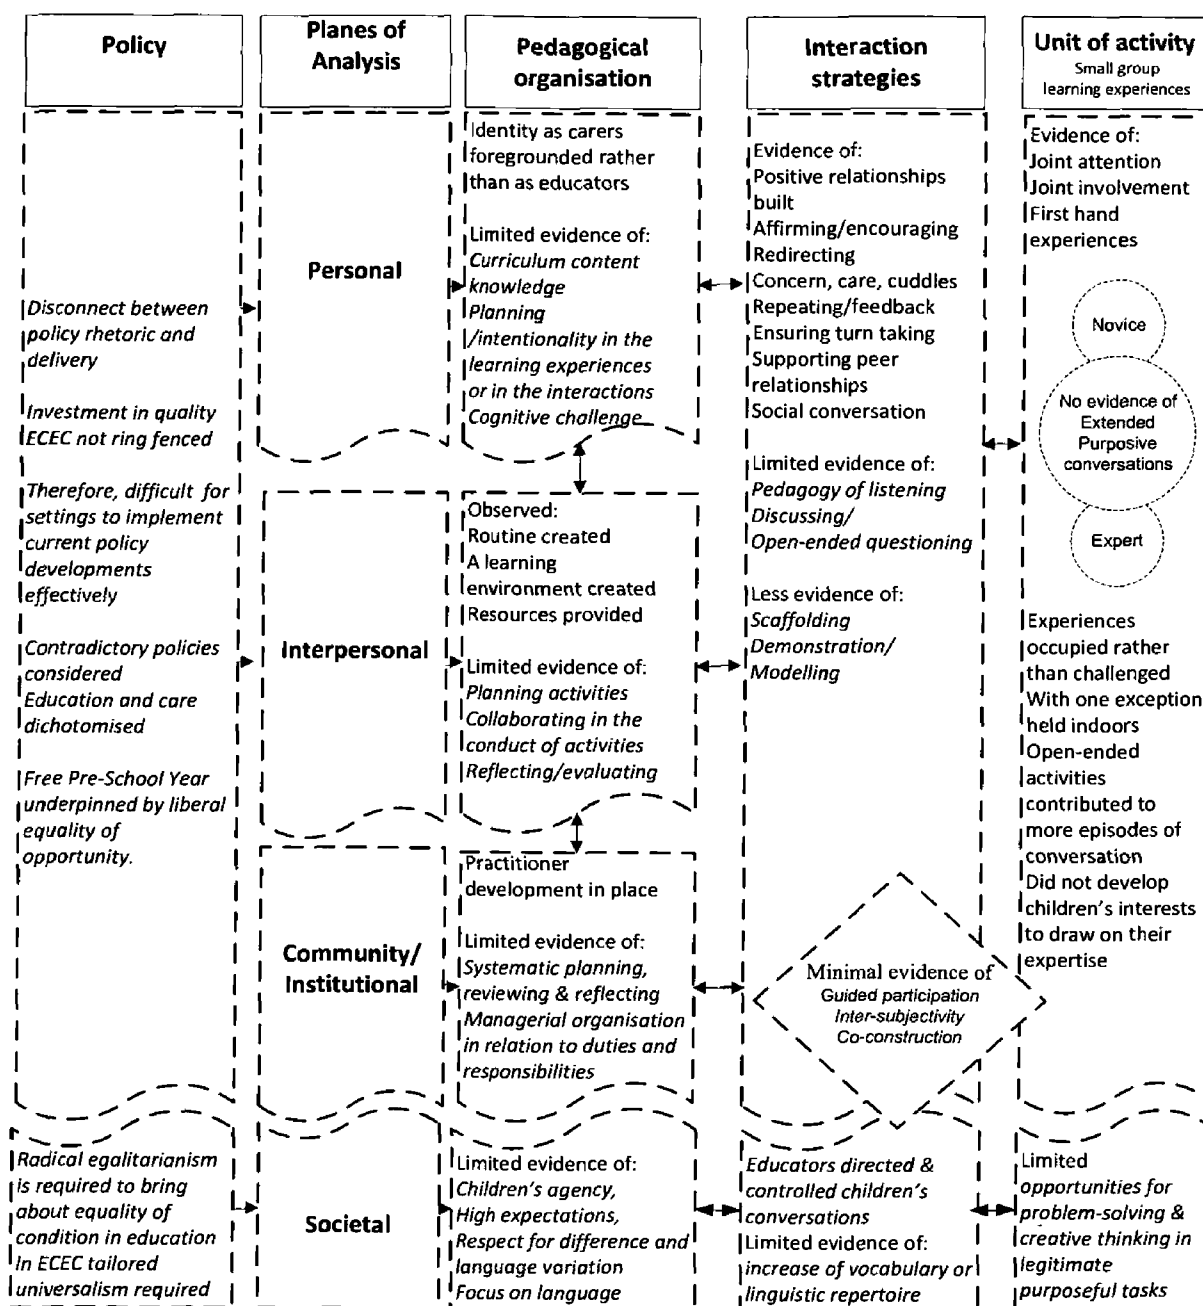 Policy
Planes of
Analysis
Pedagogical
organisation
Interaction
strategies
Unit of activity
Small group
learning experiences
Disconnect between
policy rhetoric and
delivery
Investment in quality
ECEC not ring fenced
Therefore, difficult for
settings to implement
current policy
developments
effectively
Contradictory policies
considered
Education and care
dichotomised
Free Pre-School Year
underpinned by liberal
equality of
opportunity.
Personal
Identity as carers
foregrounded rather
than as educators
Limited evidence of:
Curriculum content
knowledge
Planning
/intentionality in the
learning experiences
or in the interactions
Cognitive challenge
Interpersonal
Observed:
Routine created
A learning
environment created
Resources provided
Limited evidence of:
Planning activities
Collaborating in the
conduct of activities
Reflecting/evaluating
Community/
Institutional
Practitioner
development in place
Limited evidence of:
Systematic planning,
reviewing & reflecting
Managerial organisation
in relation to duties and
responsibilities
Evidence of:
Positive relationships
built
Affirming/encouraging
Redirecting
Concern, care, cuddles
Repeating/feedback
Ensuring turn taking
Supporting peer
relationships
Social conversation
Limited evidence of:
Pedagogy of listening
Discussing/
Open-ended questioning
Less evidence of:
Scaffolding
Demonstration/
Modelling
Minimal evidence of
Guided participation
Inter-subjectivity
Co-construction
Evidence of:
Joint attention
Joint involvement
First hand
experiences
Novice
No evidence of
Extended
Purposive
conversations
Expert
Experiences
occupied rather
than challenged
With one exception
held indoors
Open-ended
activities
contributed to
more episodes of
conversation
Did not develop
children's interests
to draw on their
expertise
Radical egalitarianism
is required to bring
about equality of
condition in education
In ECEC tailored
universalism required
Societal
Limited evidence of:
Children's agency,
High expectations,
Respect for difference and
language variation
Focus on language
Educators directed &
controlled children's
conversations
Limited evidence of:
increase of vocabulary or
linguistic repertoire
Limited
opportunities for
problem-solving &
creative thinking in
legitimate
purposeful tasks